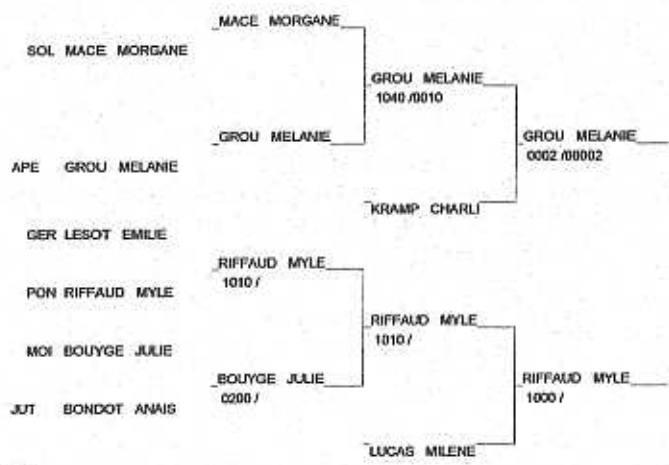 MACE MORGANE
SOL MACE MORGANE
GROU MELANIE
1040 /0010
GROU MELANIE
GROU MELANIE
0002 /00002
APE GROU MELANIE
KRAMP CHARLI
GER LESOT EMILIE
RIFFAUD MYLE
1010 /
PON RIFFAUD MYLE
RIFFAUD MYLE
1010 /
MOI BOUYGE JULIE
BOUYGE JULIE
0200 /
RIFFAUD MYLE
1000 /
JUT BONDOT ANAIS
LUCAS MILENE